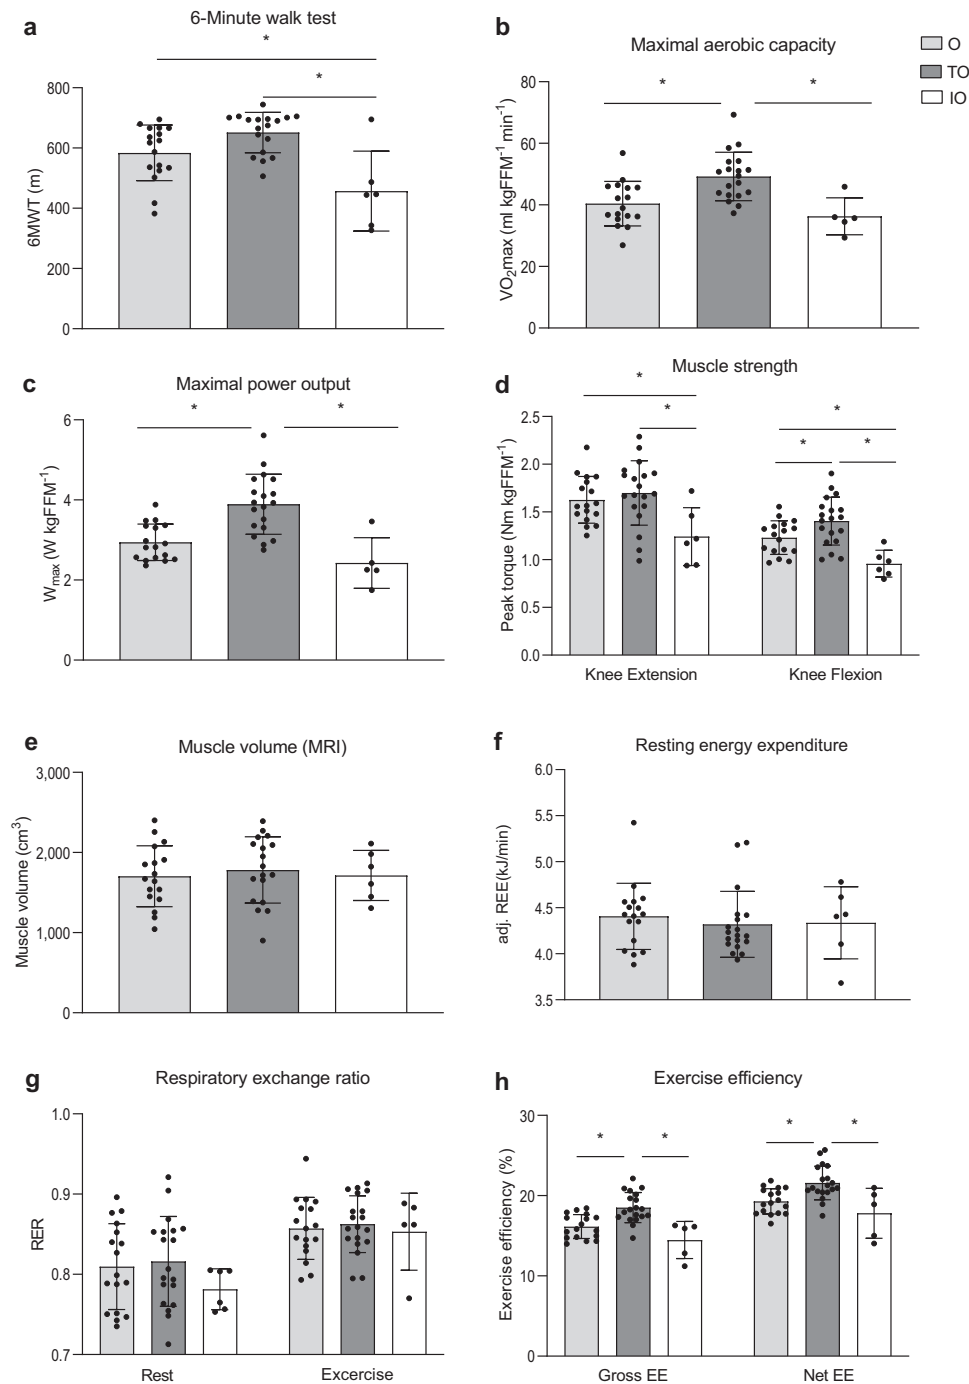 a
6-Minute walk test
*
*
6MWT (m)
800
600
400
200
0
b
Maximal aerobic capacity
*
*
VO2max (ml kgFFM-1 min-1)
80
60
40
20
0
O
TO
IO
c
Maximal power output
*
*
Wmax (W kgFFM-1)
6
4
2
0
d
Muscle strength
*
*
*
*
*
Peak torque (Nm kgFFM-1)
2.5
2.0
1.5
1.0
0.5
0.0
Knee Extension
Knee Flexion
e
Muscle volume (MRI)
Muscle volume (cm3)
3,000
2,000
1,000
0
f
Resting energy expenditure
adj. REE(kJ/min)
6.0
5.5
5.0
4.5
4.0
3.5
g
Respiratory exchange ratio
RER
1.0
0.9
0.8
0.7
Rest
Excercise
h
Exercise efficiency
*
*
*
*
Exercise efficiency (%)
30
20
10
0
Gross EE
Net EE